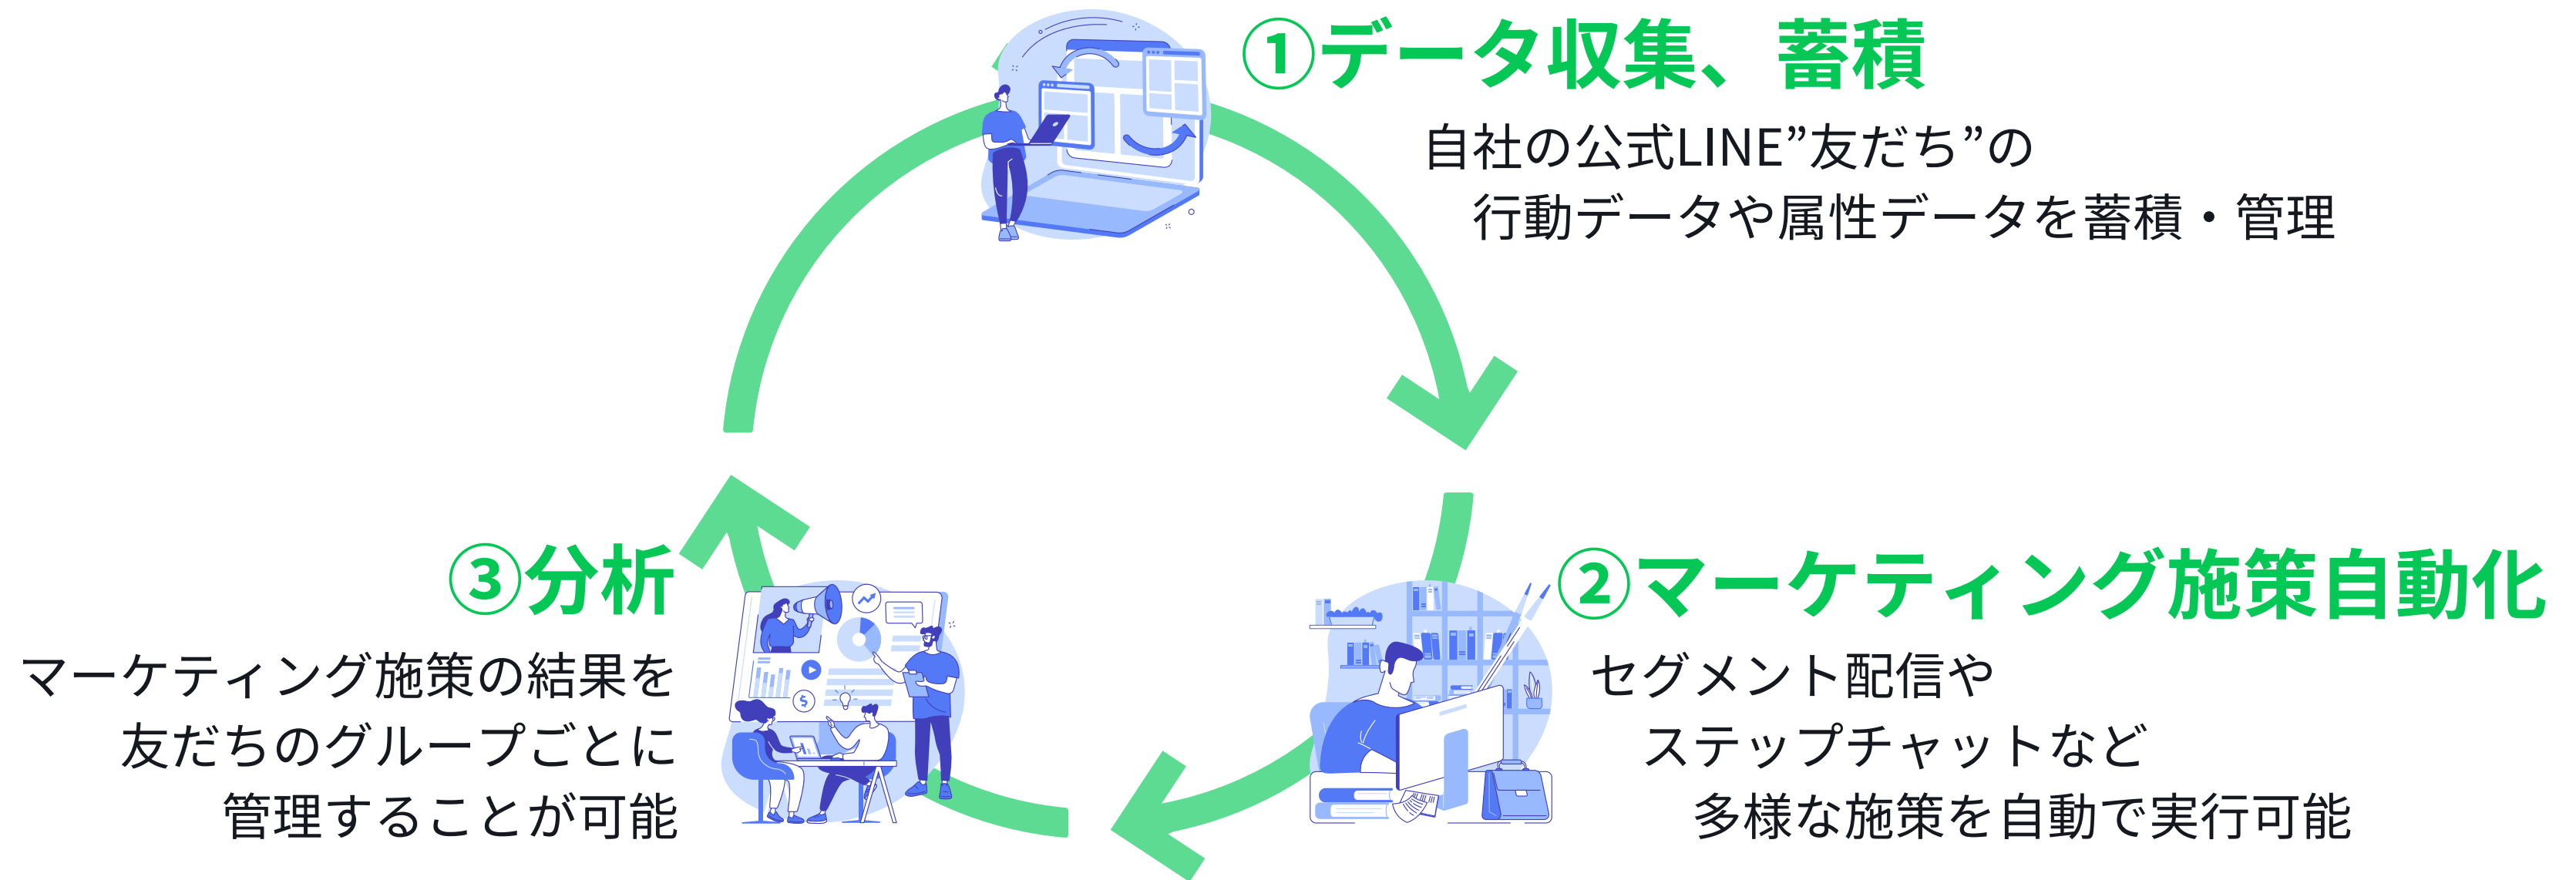 ①データ収集、蓄積
自社の公式LINE”友だち”の
行動データや属性データを蓄積・管理
②マーケティング施策自動化
セグメント配信や
ステップチャットなど
多様な施策を自動で実行可能
③分析
マーケティング施策の結果を
友だちのグループごとに
管理することが可能
$